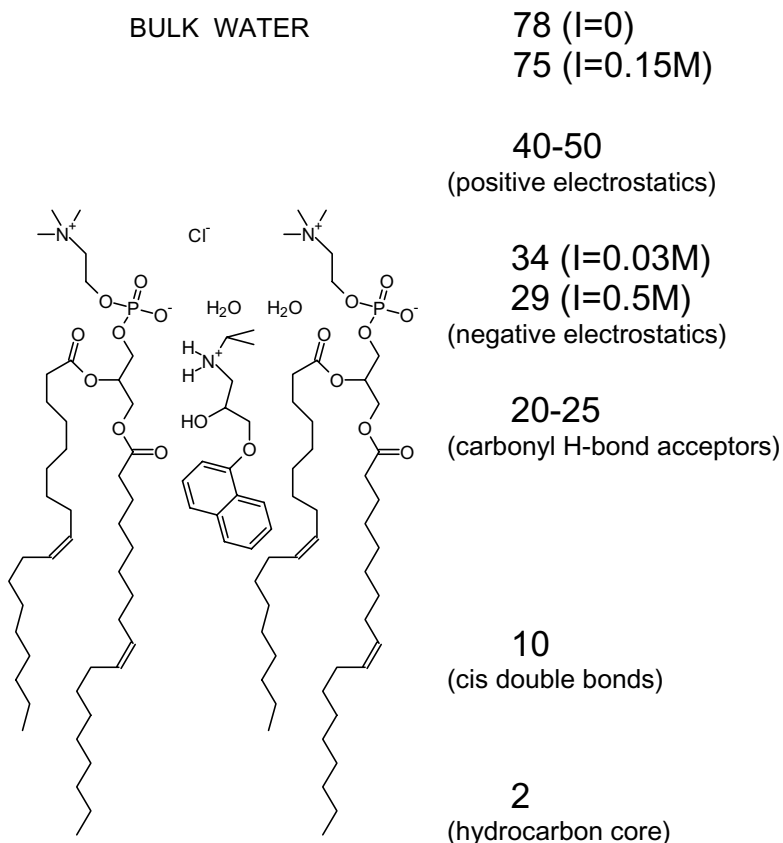 BULK WATER
78 (I=0)
75 (I=0.15M)
40-50
(positive electrostatics)
N+
Cl-
N+
34 (I=0.03M)
O
O
P
O-
H2O
H2O
O
O
P
O-
29 (I=0.5M)
(negative electrostatics)
O
O
H
N+
H
O
O
O
O
HO
20-25
O
O
O
O
O
(carbonyl H-bond acceptors)
10
(cis double bonds)
2
(hydrocarbon core)